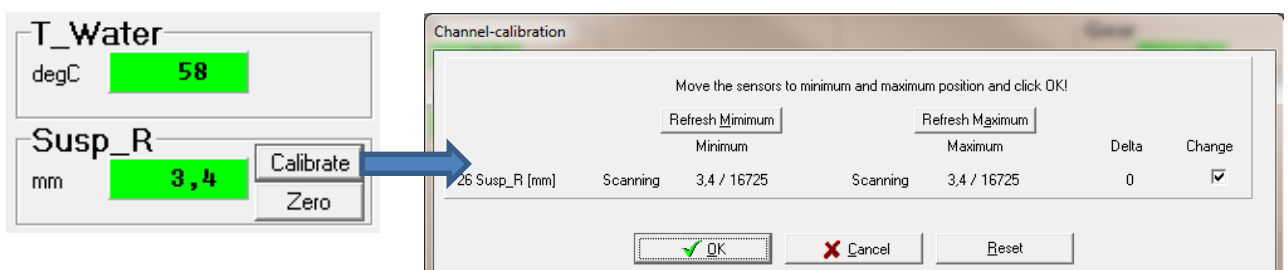 T_Water
degC 58
Susp_R
mm 3,4 Calibrate
Zero
Channel-calibration
Move the sensors to minimum and maximum position and click OK!
Refresh Minimum Refresh Maximum
Minimum Maximum Delta Change
26 Susp_R [mm] Scanning 3,4 / 16725 Scanning 3,4 / 16725 0
OK Cancel Reset